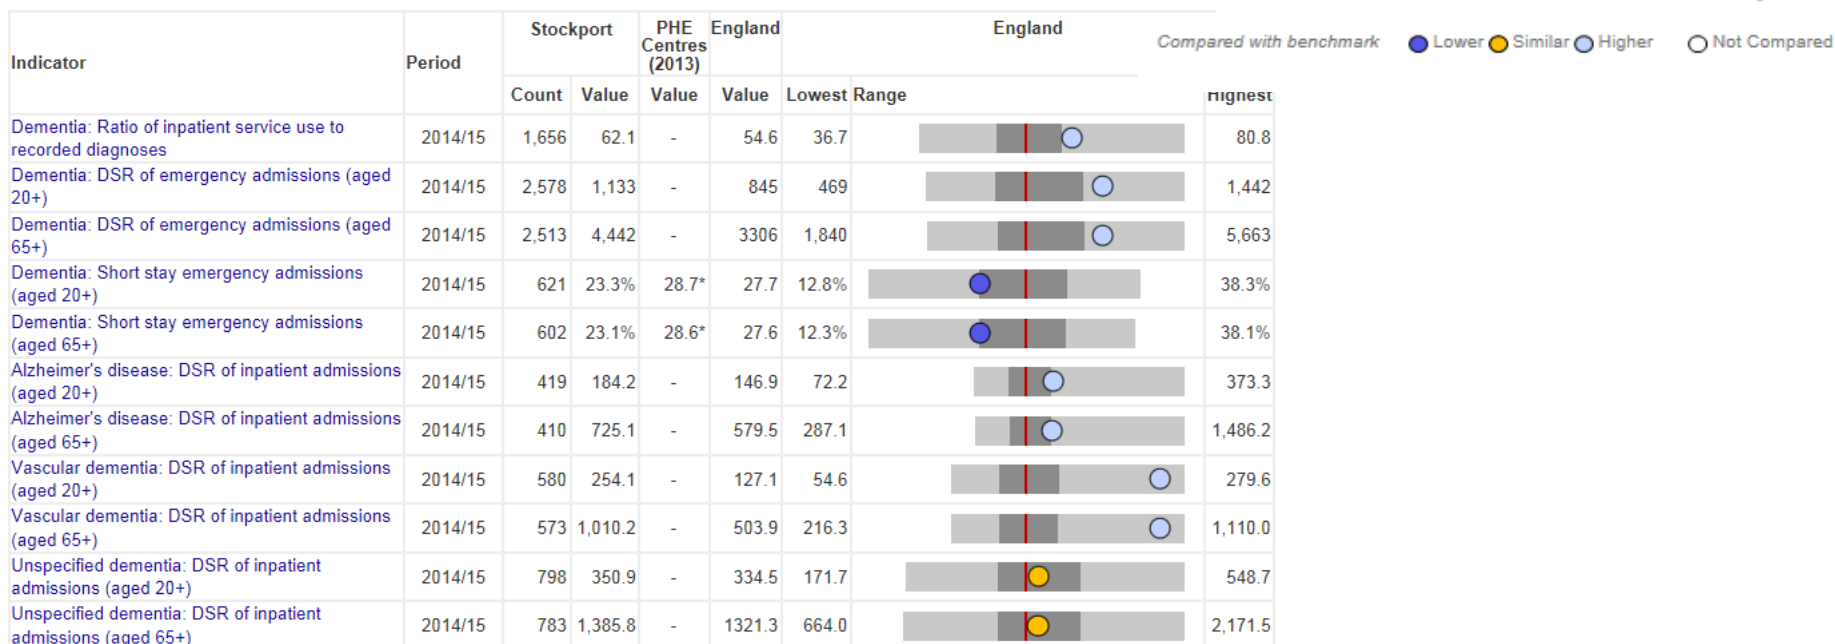 Indicator Period Stockport PHE Centres (2013) England England
Compared with benchmark Lower Similar Higher Not Compared
Count Value Value Value Lowest Range Highest
Dementia: Ratio of inpatient service use to
recorded diagnoses
2014/15 1,656 62.1 - 54.6 36.7 80.8
Dementia: DSR of emergency admissions (aged
20+)
2014/15 2,578 1,133 - 845 469 1,442
Dementia: DSR of emergency admissions (aged
65+)
2014/15 2,513 4,442 - 3306 1,840 5,663
Dementia: Short stay emergency admissions
(aged 20+)
2014/15 621 23.3% 28.7* 27.7 12.8% 38.3%
Dementia: Short stay emergency admissions
(aged 65+)
2014/15 602 23.1% 28.6* 27.6 12.3% 38.1%
Alzheimer's disease: DSR of inpatient admissions
(aged 20+)
2014/15 419 184.2 - 146.9 72.2 373.3
Alzheimer's disease: DSR of inpatient admissions
(aged 65+)
2014/15 410 725.1 - 579.5 287.1 1,486.2
Vascular dementia: DSR of inpatient admissions
(aged 20+)
2014/15 580 254.1 - 127.1 54.6 279.6
Vascular dementia: DSR of inpatient admissions
(aged 65+)
2014/15 573 1,010.2 - 503.9 216.3 1,110.0
Unspecified dementia: DSR of inpatient
admissions (aged 20+)
2014/15 798 350.9 - 334.5 171.7 548.7
Unspecified dementia: DSR of inpatient
admissions (aged 65+)
2014/15 783 1,385.8 - 1321.3 664.0 2,171.5